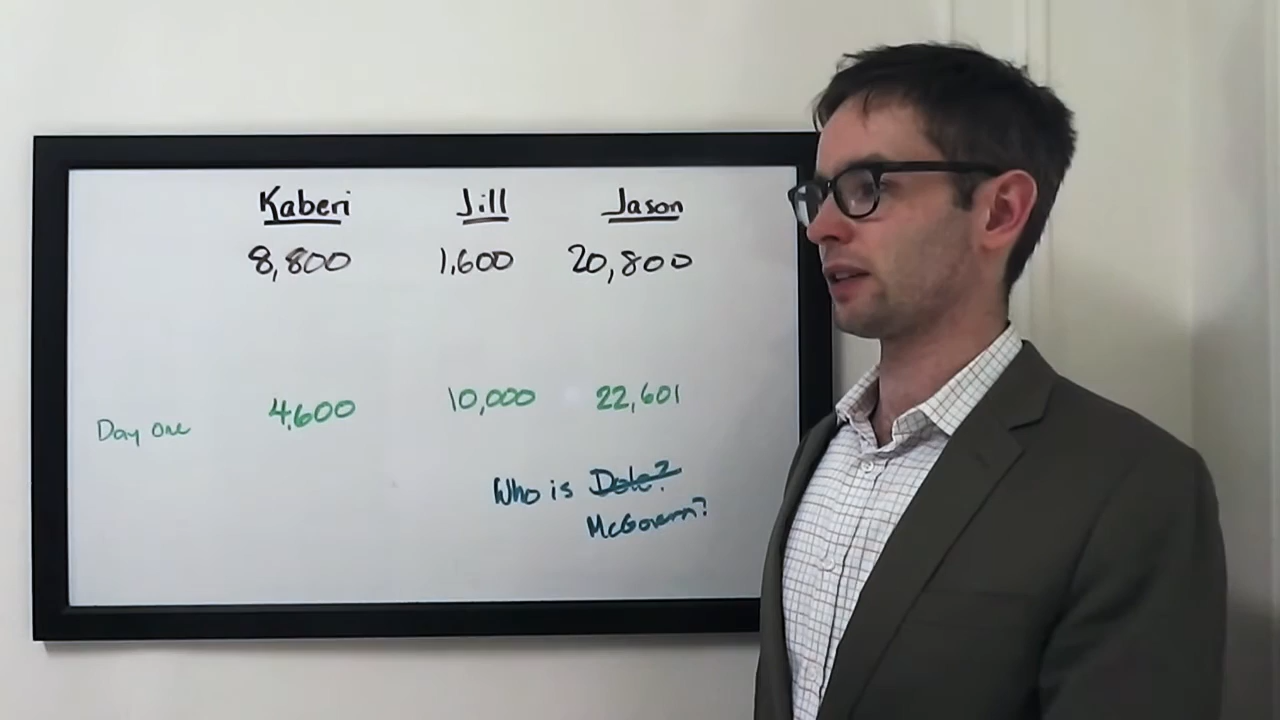 Kaberi Jill Jason
8,800 1,600 20,800
Day one 4,600 10,000 22,601
Who is Dole?
McGovern?